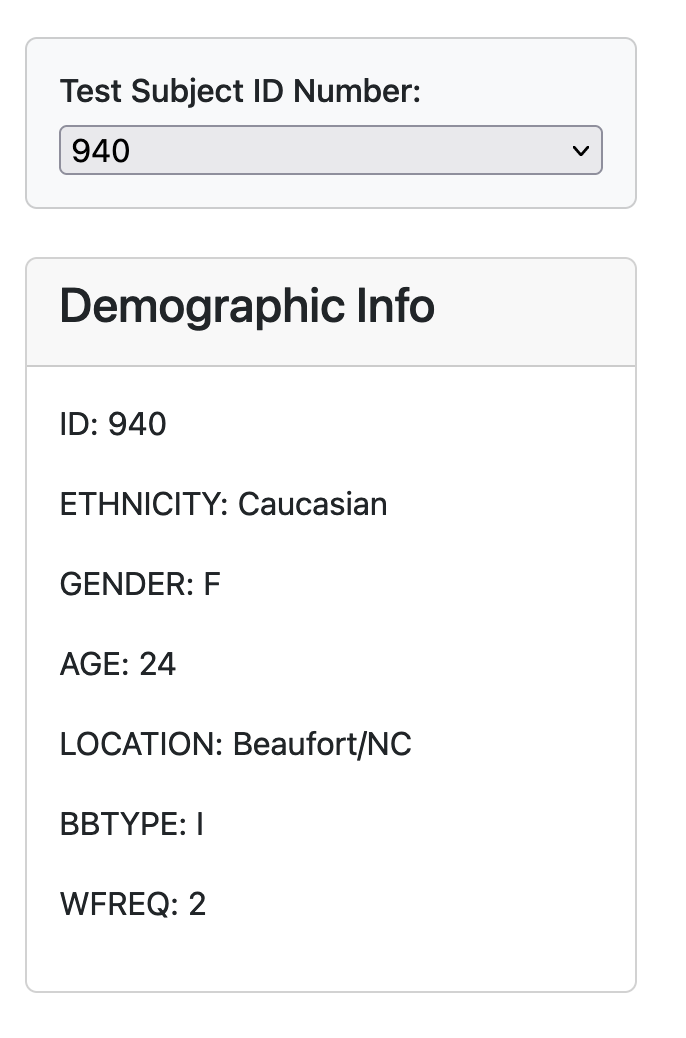 Test Subject ID Number:
940
Demographic Info
ID: 940
ETHNICITY: Caucasian
GENDER: F
AGE: 24
LOCATION: Beaufort/NC
BBTYPE: I
WFREQ: 2